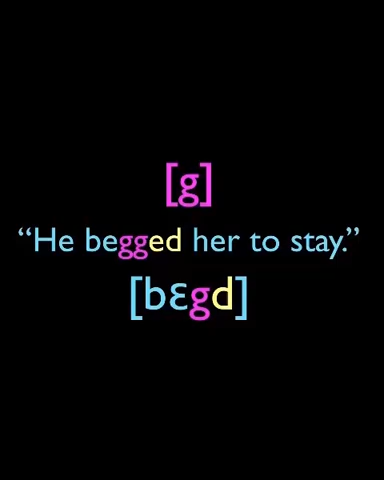 [g]
“He begged her to stay.”
[bɛgd]